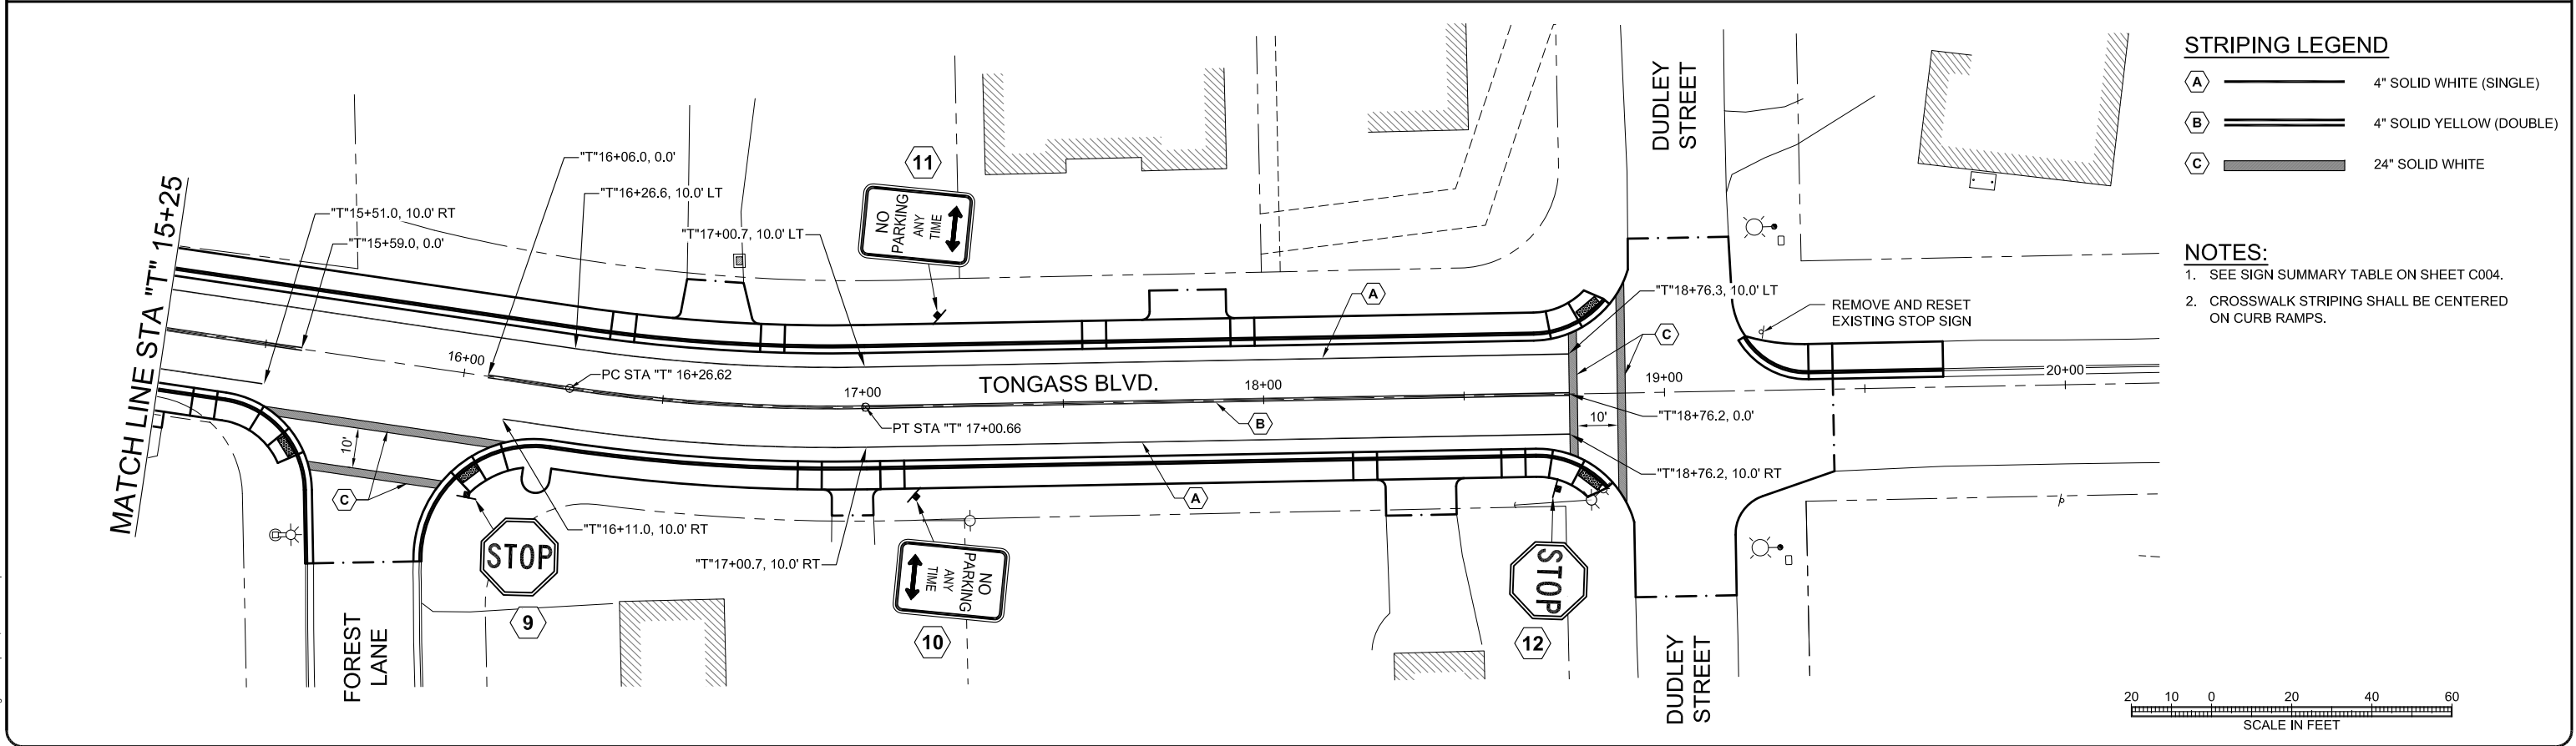 MATCH LINE STA "T" 15+25
"T"15+51.0, 10.0' RT
"T"15+59.0, 0.0'
"T"16+06.0, 0.0'
"T"16+26.6, 10.0' LT
"T"17+00.7, 10.0' LT
11
NO
PARKING
ANY
TIME
16+00
PC STA "T" 16+26.62
17+00
PT STA "T" 17+00.66
TONGASS BLVD.
18+00
A
B
A
C
10'
C
10'
"T"16+11.0, 10.0' RT
"T"17+00.7, 10.0' RT
STOP
9
NO
PARKING
ANY
TIME
10
STOP
12
FOREST
LANE
DUDLEY
STREET
"T"18+76.3, 10.0' LT
19+00
"T"18+76.2, 0.0'
"T"18+76.2, 10.0' RT
REMOVE AND RESET
EXISTING STOP SIGN
20+00
DUDLEY
STREET
STRIPING LEGEND
A 4" SOLID WHITE (SINGLE)
B 4" SOLID YELLOW (DOUBLE)
C 24" SOLID WHITE
NOTES:
1. SEE SIGN SUMMARY TABLE ON SHEET C004.
2. CROSSWALK STRIPING SHALL BE CENTERED
ON CURB RAMPS.
20 10 0 20 40 60
SCALE IN FEET